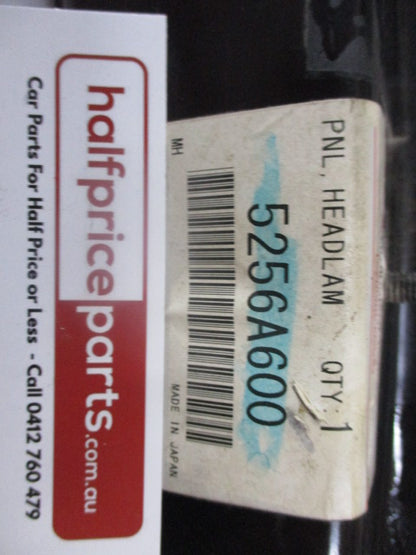 halfpriceparts.com.au
Car Parts For Half Price or Less - Call 0412 760 479
PNL, HEADLAM QTY: 1
5256A600
MH
MADE IN JAPAN